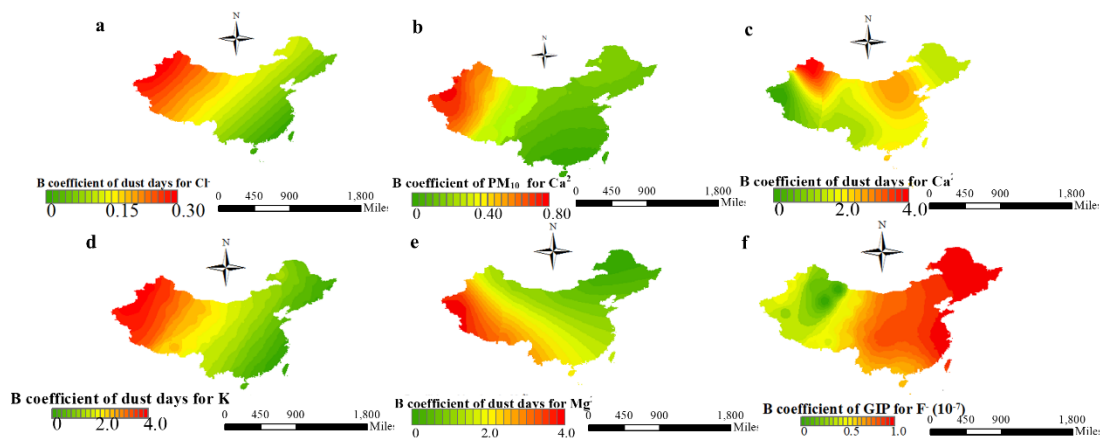 a
N
B coefficient of dust days for Cl-
0 0.15 0.30
0 450 900 1,800
Miles
b
N
B coefficient of PM10 for Ca2
0 0.40 0.80
0 450 900 1,800
Miles
c
N
B coefficient of dust days for Ca
0 2.0 4.0
0 450 900 1,800
Miles
d
N
B coefficient of dust days for K
0 2.0 4.0
0 450 900 1,800
Miles
e
N
B coefficient of dust days for Mg
0 2.0 4.0
0 450 900 1,800
Miles
f
N
B coefficient of GIP for F- (10-7)
0 0.5 1.0
0 450 900 1,800
Miles